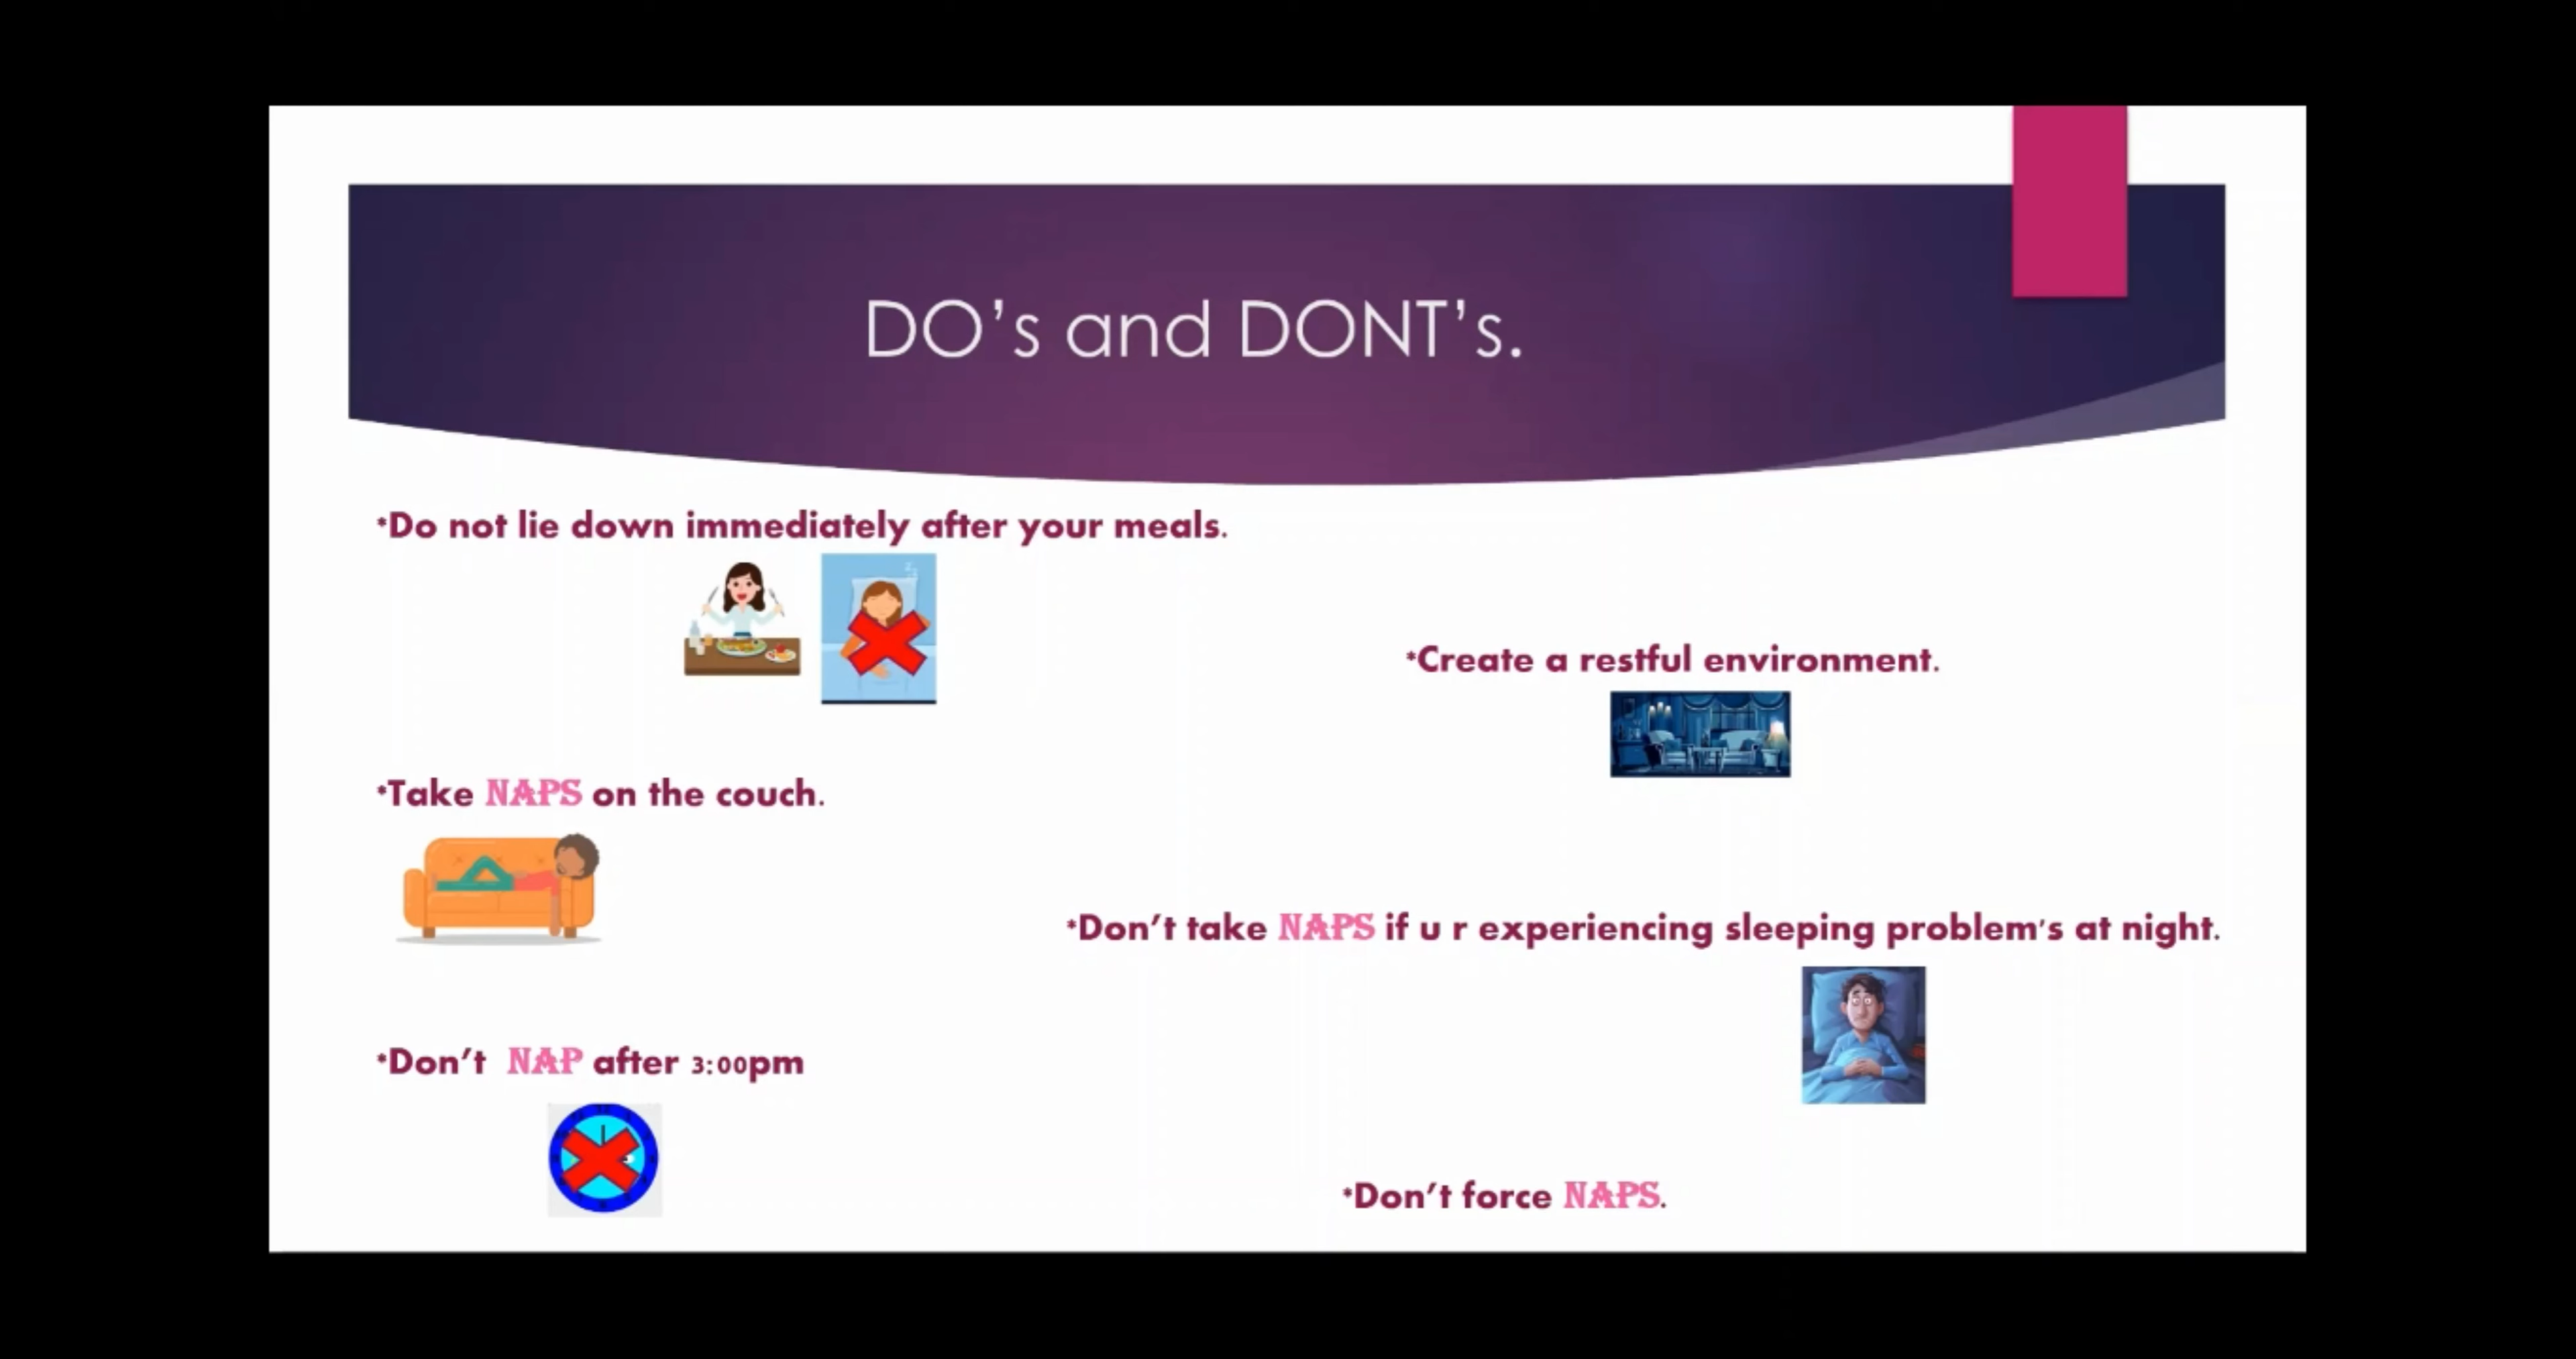 DO's and DONT's.
*Do not lie down immediately after your meals.
*Create a restful environment.
*Take NAPS on the couch.
*Don't take NAPS if u r experiencing sleeping problem's at night.
*Don't NAP after 3:00pm
*Don't force NAPS.